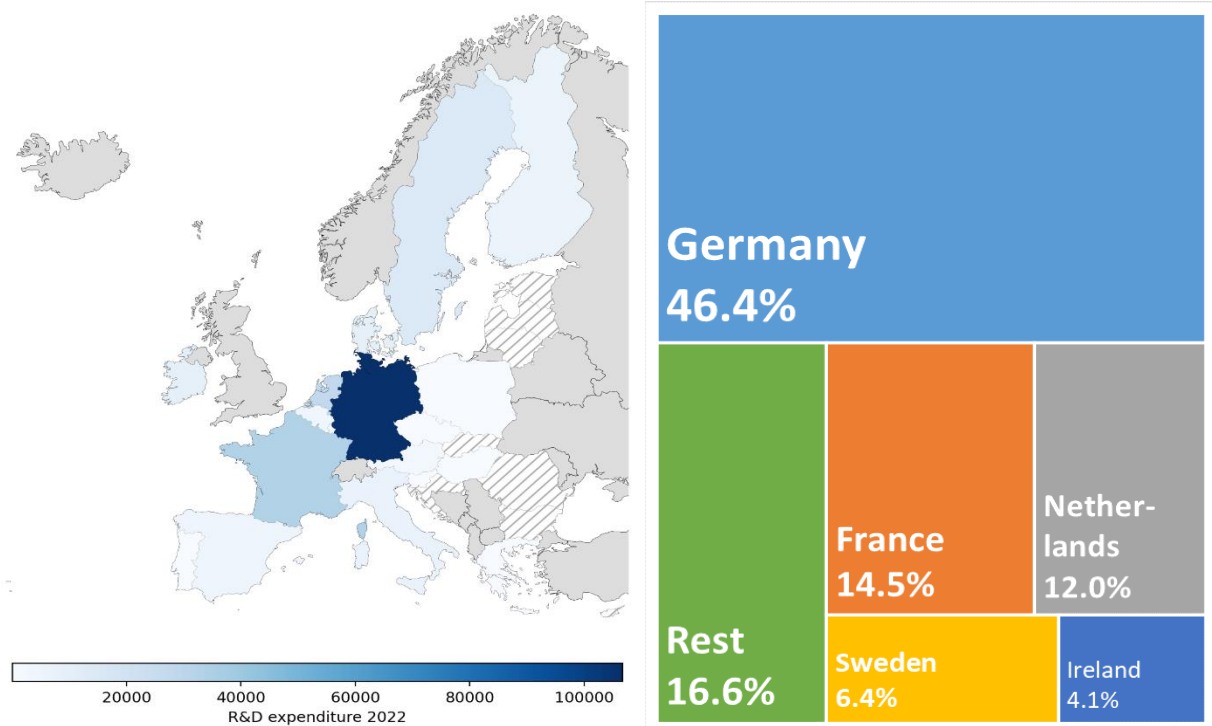 20000 40000 60000 80000 100000
R&D expenditure 2022
Germany
46.4%
Rest
16.6%
France
14.5%
Nether-
lands
12.0%
Sweden
6.4%
Ireland
4.1%